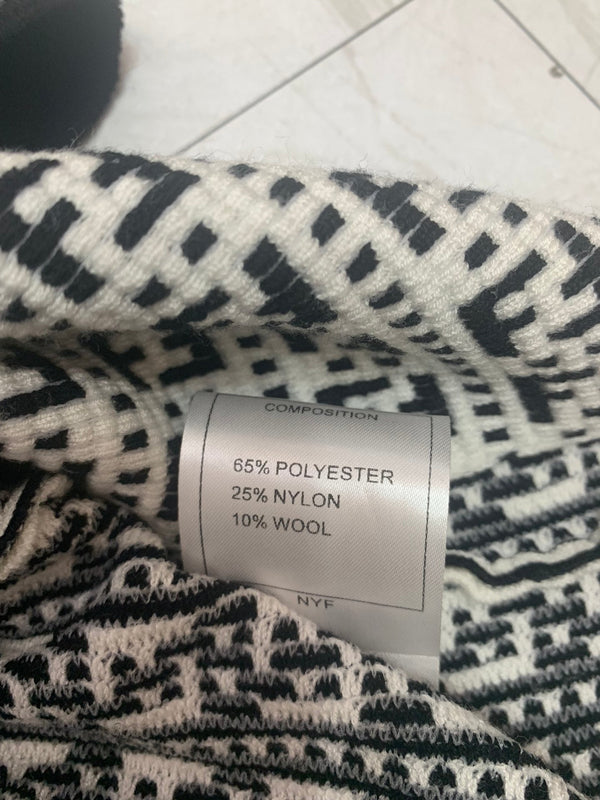 COMPOSITION
65% POLYESTER
25% NYLON
10% WOOL
NYF